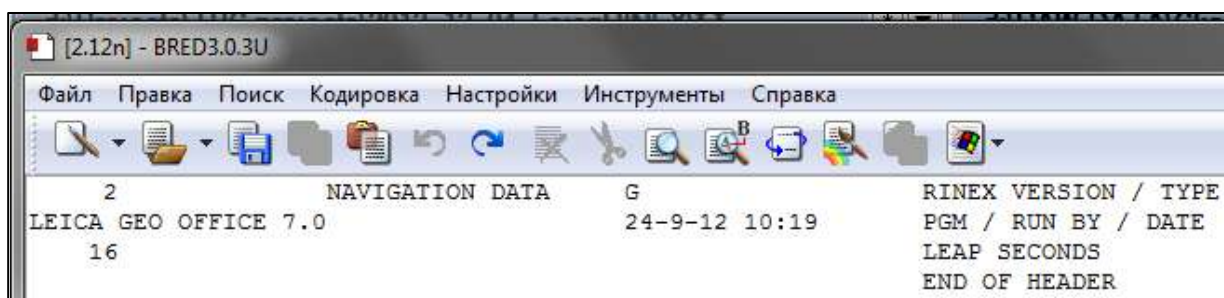 [2.12n] - BRED3.0.3U
Файл Правка Поиск Кодировка Настройки Инструменты Справка
2 NAVIGATION DATA G RINEX VERSION / TYPE
LEICA GEO OFFICE 7.0 24-9-12 10:19 PGM / RUN BY / DATE
16 LEAP SECONDS
END OF HEADER